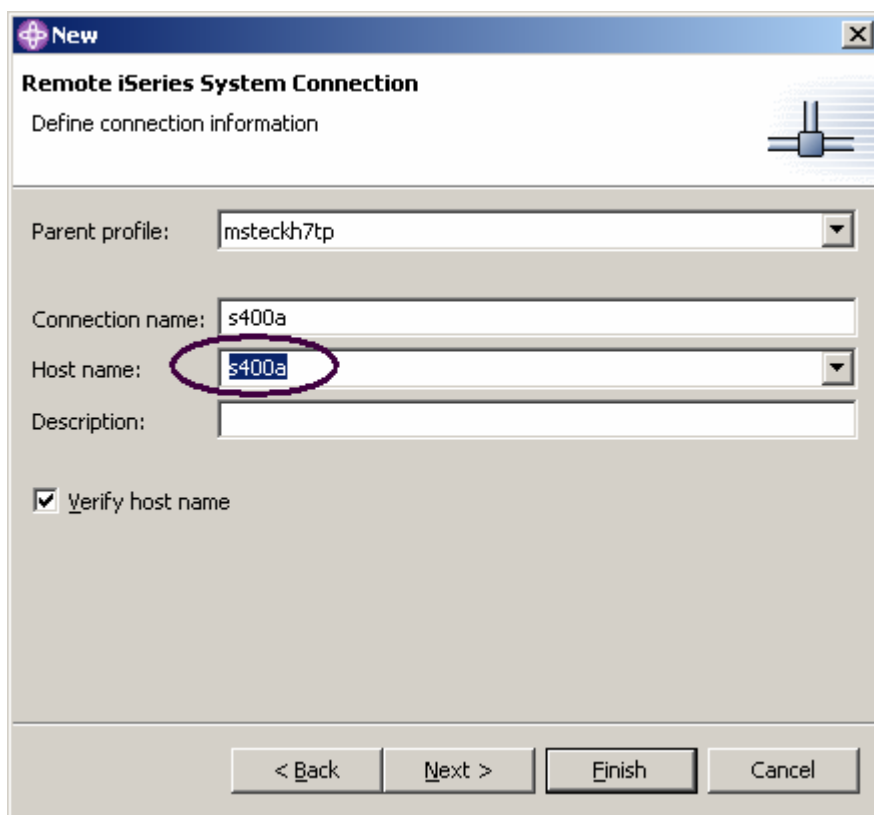 New
Remote iSeries System Connection
Define connection information
Parent profile: msteckh7tp
Connection name: s400a
Host name: s400a
Description:
Verify host name
< Back Next > Finish Cancel